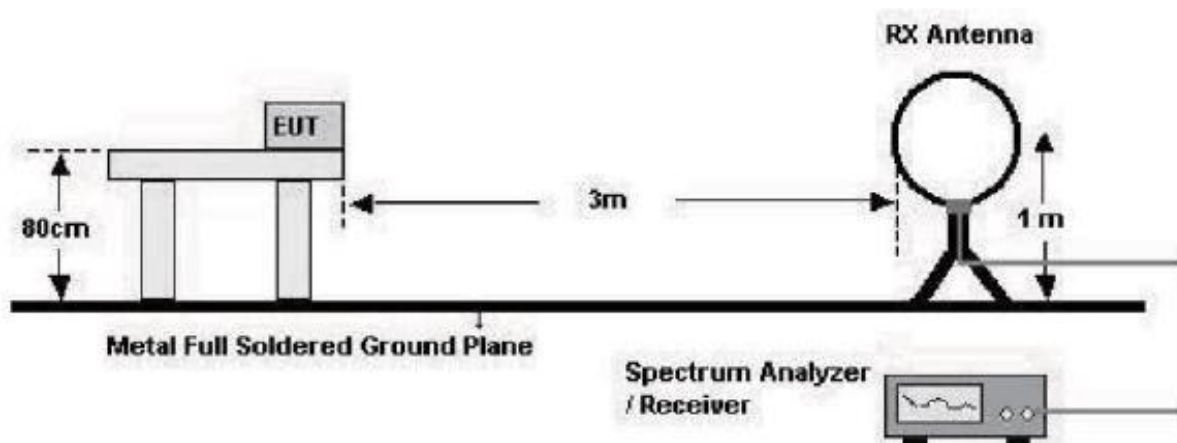 RX Antenna
EUT
80cm
3m
1 m
Metal Full Soldered Ground Plane
Spectrum Analyzer
/ Receiver